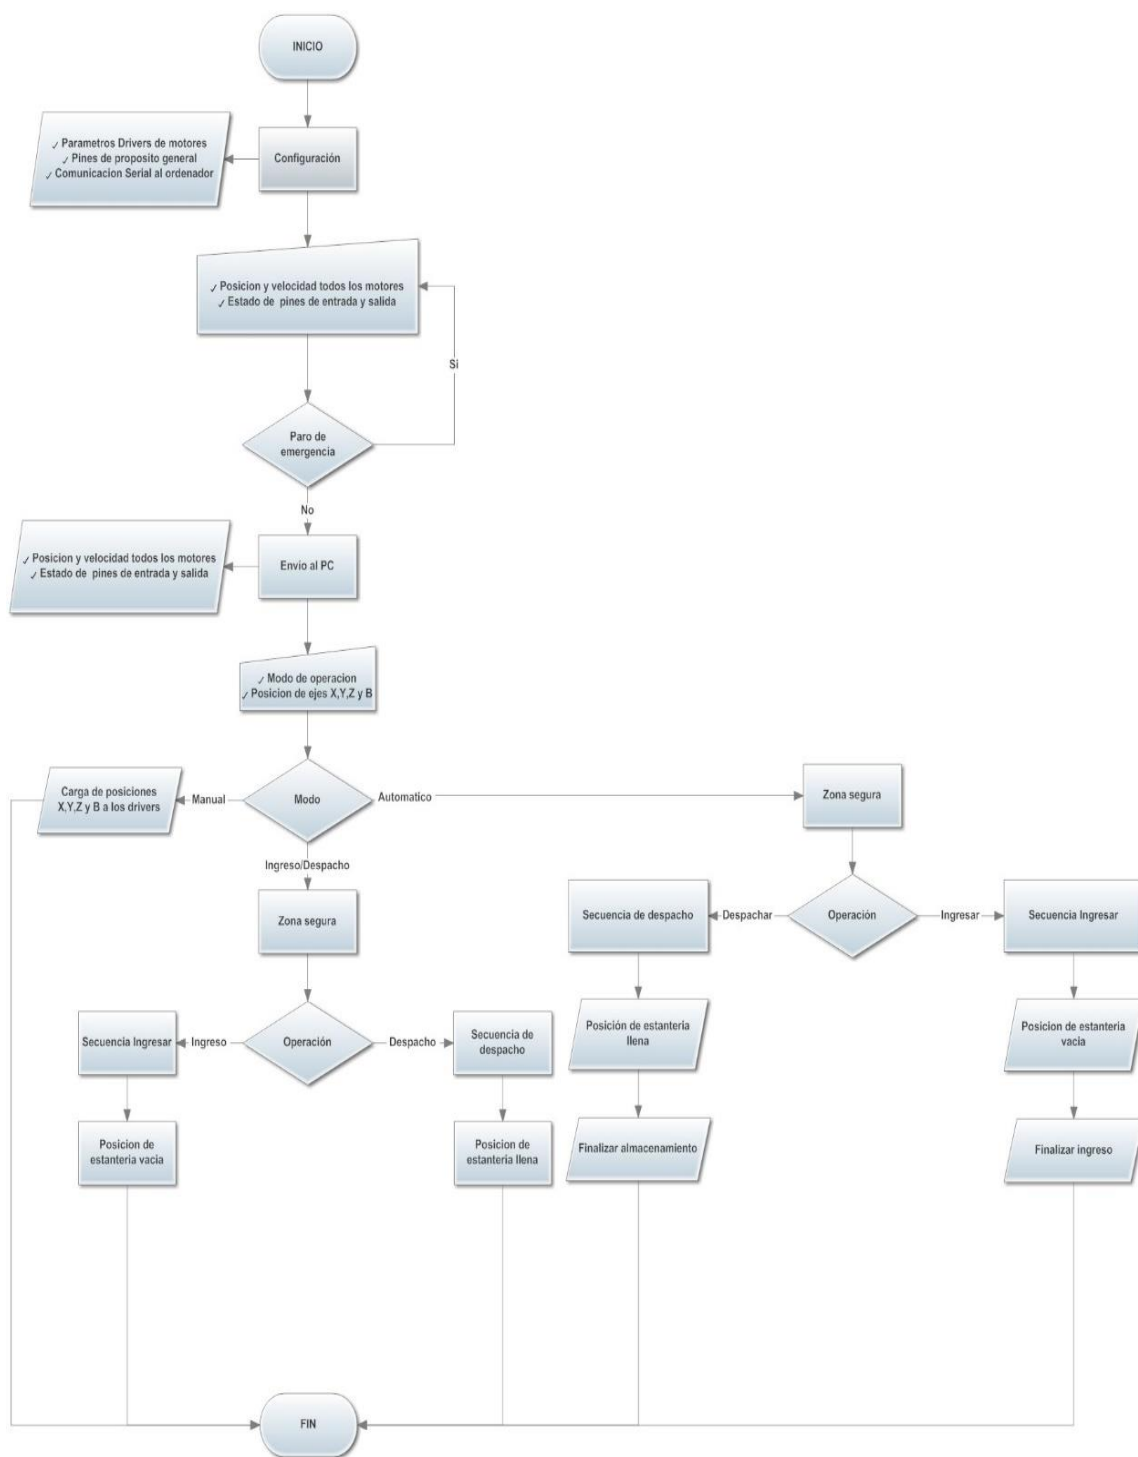 INICIO
✓ Parametros Drivers de motores
✓ Pines de proposito general
✓ Comunicacion Serial al ordenador
Configuración
✓ Posicion y velocidad todos los motores
✓ Estado de pines de entrada y salida
Si
Paro de
emergencia
No
✓ Posicion y velocidad todos los motores
✓ Estado de pines de entrada y salida
Envio al PC
✓ Modo de operacion
✓ Posicion de ejes X,Y,Z y B
Carga de posiciones
X,Y,Z y B a los drivers
Manual
Modo
Automatico
Zona segura
Ingreso/Despacho
Zona segura
Secuencia de despacho
Despachar
Operación
Ingresar
Secuencia Ingresar
Secuencia Ingresar
Ingreso
Operación
Despacho
Secuencia de
despacho
Posición de estanteria
llena
Posicion de estanteria
vacia
Posicion de
estanteria vacia
Posicion de
estanteria llena
Finalizar almacenamiento
Finalizar ingreso
FIN